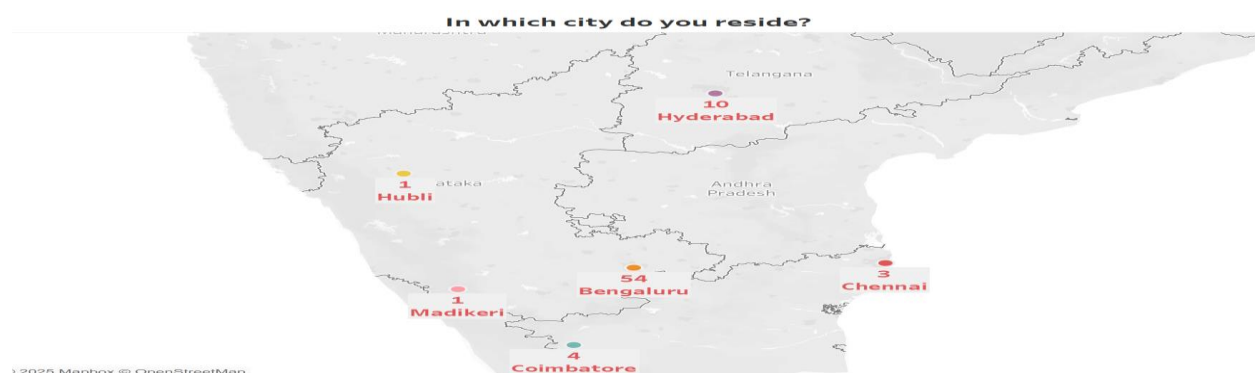 In which city do you reside?
Maharashtra
Telangana
10
Hyderabad
1
ataka
Hubli
Andhra
Pradesh
54
Bengaluru
3
Chennai
1
Madikeri
4
Coimbatore
2025 Mapbox © OpenStreetMap